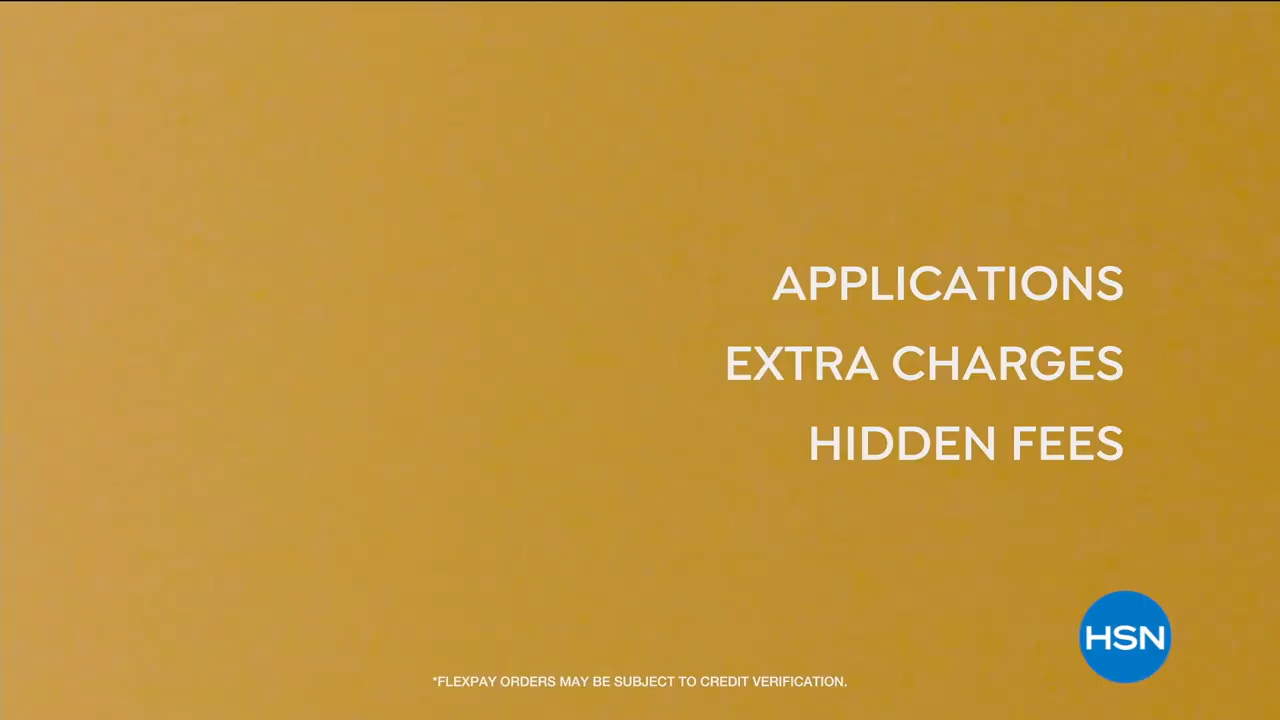 APPLICATIONS
EXTRA CHARGES
HIDDEN FEES
HSN
*FLEXPAY ORDERS MAY BE SUBJECT TO CREDIT VERIFICATION.